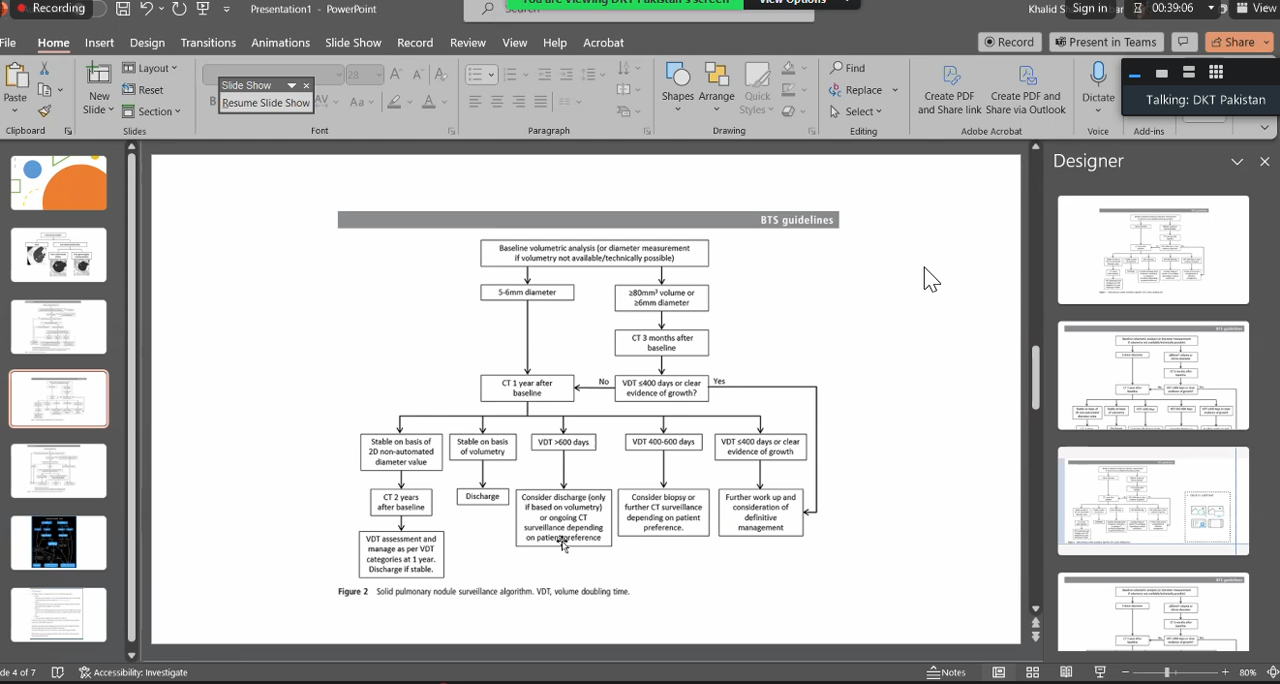 Recording
Presentation1 - PowerPoint
Search
You are viewing DKT Pakistan's screen
View Options
Khalid S
Sign in
00:39:06
View
File
Home
Insert
Design
Transitions
Animations
Slide Show
Record
Review
View
Help
Acrobat
Record
Present in Teams
Share
Paste
New
Slide
Layout
Reset
Section
Slide Show
Resume Slide Show
28
B
Aa
Shapes
Arrange
Quick
Styles
Find
Replace
Select
Create PDF
and Share link
Create PDF and
Share via Outlook
Dictate
Talking: DKT Pakistan
Clipboard
Slides
Font
Paragraph
Drawing
Editing
Adobe Acrobat
Voice
Add-ins
Designer
BTS guidelines
Baseline volumetric analysis (or diameter measurement
if volumetry not available/technically possible)
5-6mm diameter
≥80mm³ volume or
≥6mm diameter
CT 3 months after
baseline
CT 1 year after
baseline
No
VDT ≤400 days or clear
evidence of growth?
Yes
Stable on basis of
2D non-automated
diameter value
Stable on basis
of volumetry
VDT >600 days
VDT 400-600 days
VDT ≤400 days or clear
evidence of growth
CT 2 years
after baseline
Discharge
Consider discharge (only
if based on volumetry)
or ongoing CT
surveillance depending
on patient preference
Consider biopsy or
further CT surveillance
depending on patient
preference.
Further work up and
consideration of
definitive
management
VDT assessment and
manage as per VDT
categories at 1 year.
Discharge if stable.
Figure 2 Solid pulmonary nodule surveillance algorithm. VDT, volume doubling time.
de 4 of 7
Accessibility: Investigate
Notes
80%